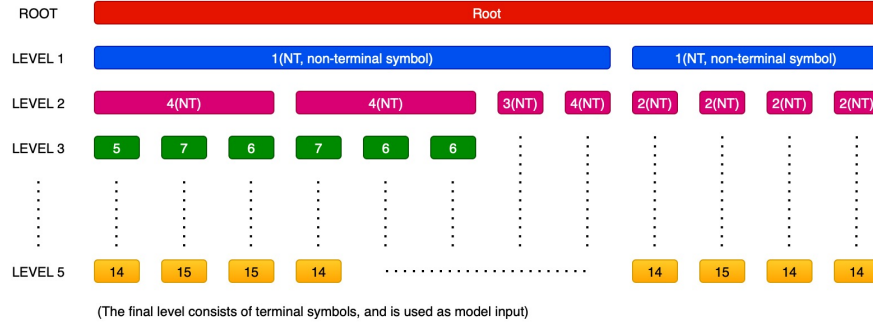 ROOT Root
LEVEL 1 1(NT, non-terminal symbol) 1(NT, non-terminal symbol)
LEVEL 2 4(NT) 4(NT) 3(NT) 4(NT) 2(NT) 2(NT) 2(NT) 2(NT)
LEVEL 3 5 7 6 7 6 6
LEVEL 5 14 15 15 14 14 15 14 14
(The final level consists of terminal symbols, and is used as model input)